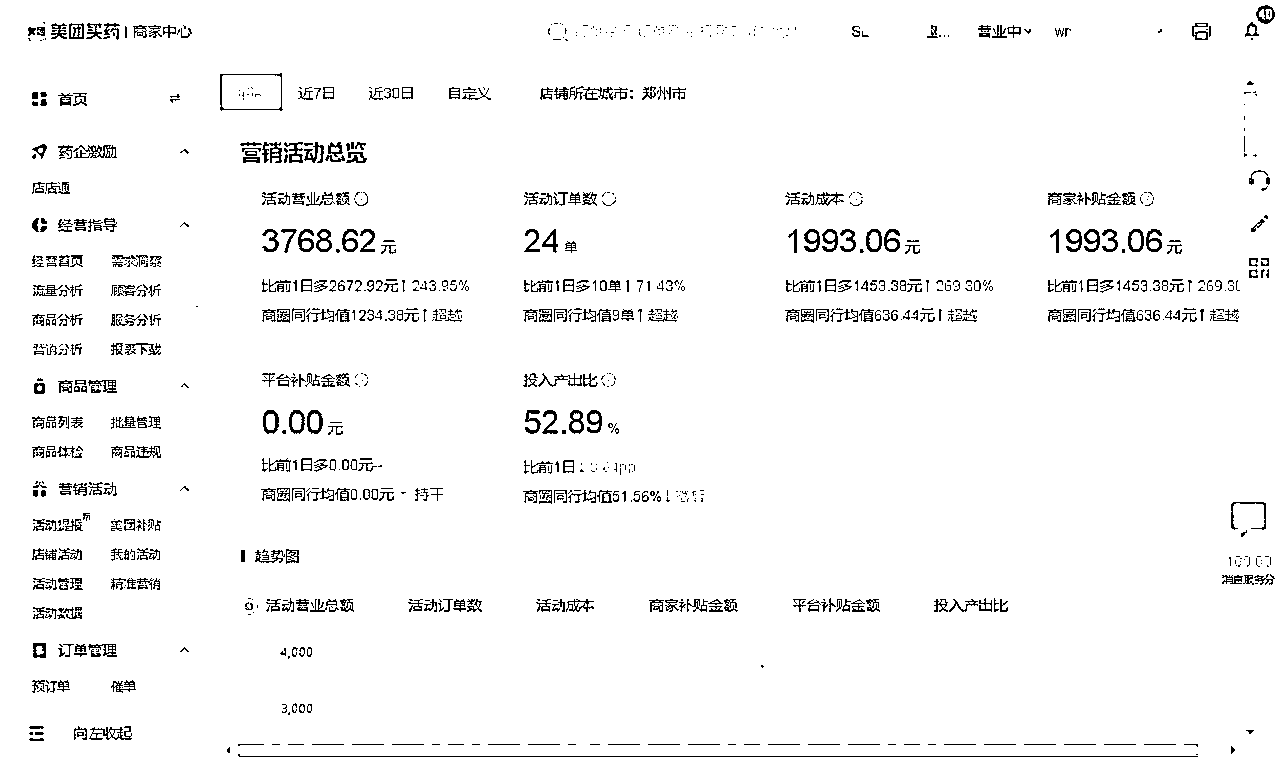 美团买药 | 商家中心
营业中
40
首页
近7日 近30日 自定义 店铺所在城市：郑州市
药企激励
店店通
经营指导
经营首页 需求洞察
流量分析 顾客分析
商品分析 服务分析
营销分析 报表下载
商品管理
商品列表 批量管理
商品体检 商品违规
营销活动
活动提报 美团补贴
店铺活动 我的活动
活动管理 精准营销
活动数据
订单管理
预订单 催单
向左收起
营销活动总览
活动营业总额
3768.62元
比前1日多2672.92元↑243.95%
商圈同行均值1234.38元↑超越
活动订单数
24单
比前1日多10单↑71.43%
商圈同行均值9单↑超越
活动成本
1993.06元
比前1日多1453.38元↑269.30%
商圈同行均值636.44元↑超越
商家补贴金额
1993.06元
比前1日多1453.38元↑269.30
商圈同行均值636.44元↑超越
平台补贴金额
0.00元
比前1日多0.00元--
商圈同行均值0.00元 - 持平
投入产出比
52.89%
比前1日
商圈同行均值51.56%
趋势图
活动营业总额 活动订单数 活动成本 商家补贴金额 平台补贴金额 投入产出比
4,000
3,000
100.00
消息服务分